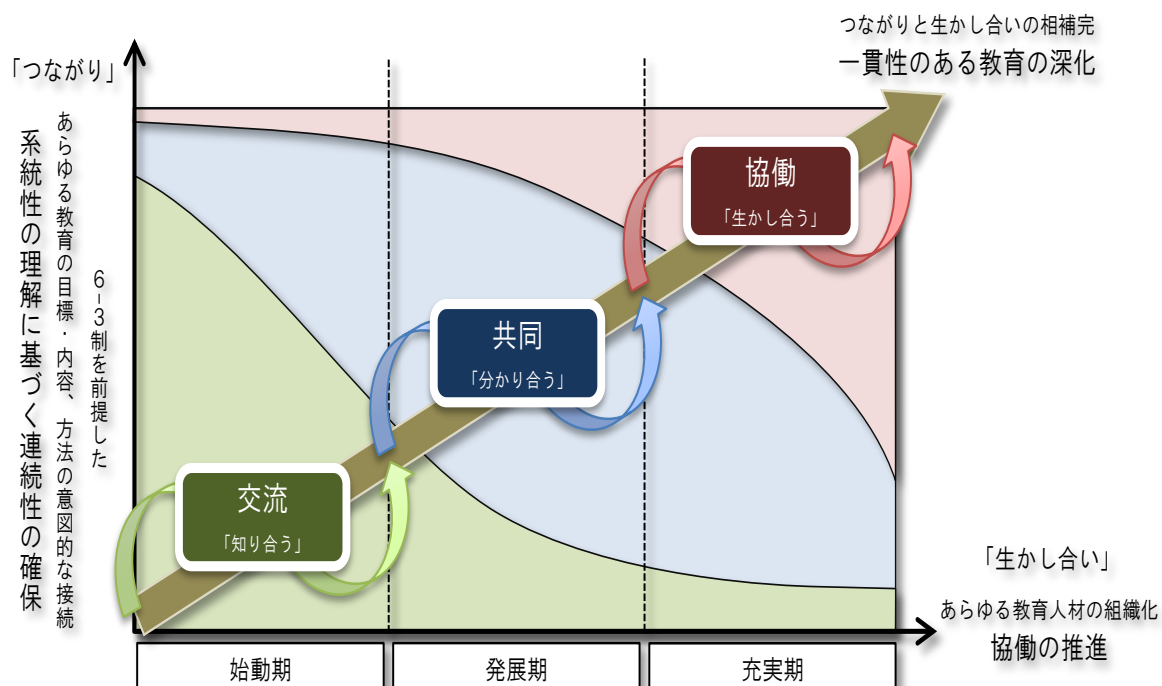 つながりと生かし合いの相補完
一貫性のある教育の深化
「つながり」
6-3制を前提した
あらゆる教育の目標・内容、方法の意図的な接続
系統性の理解に基づく連続性の確保
協働
「生かし合う」
共同
「分かり合う」
交流
「知り合う」
「生かし合い」
あらゆる教育人材の組織化
協働の推進
始動期
発展期
充実期